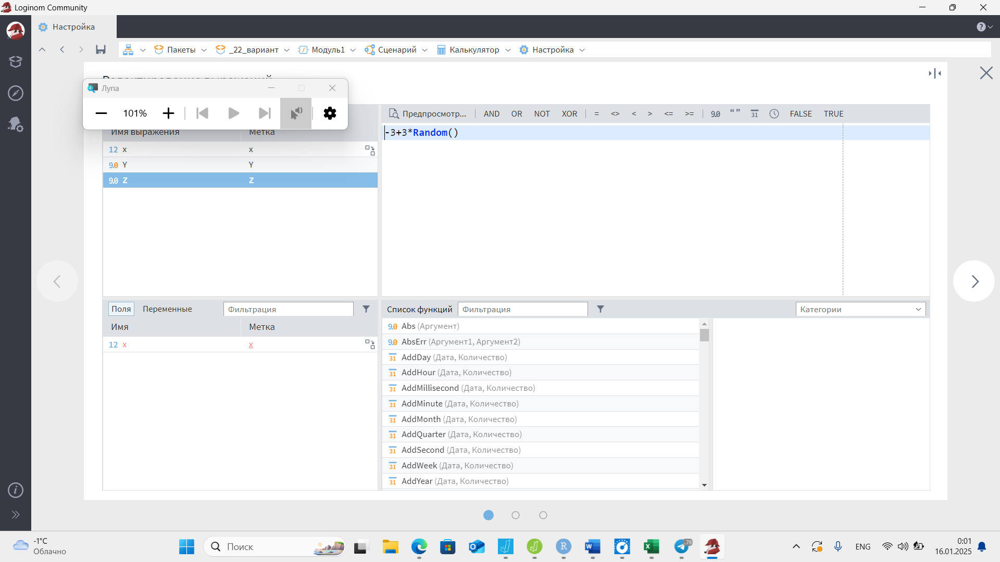 Loginom Community
Настройка
Пакеты
_22_вариант
Модуль1
Сценарий
Калькулятор
Настройка
Лупа
101%
Имя выражения Метка
12 x x
9.0 Y Y
9.0 Z Z
Предпросмотр... AND OR NOT XOR = <> < > <= >= 9.0 “ ” 31 FALSE TRUE
-3+3*Random()
Поля Переменные Фильтрация
Имя Метка
12 x x
Список функций Фильтрация Категории
9.0 Abs (Аргумент)
9.0 AbsErr (Аргумент1, Аргумент2)
31 AddDay (Дата, Количество)
31 AddHour (Дата, Количество)
31 AddMillisecond (Дата, Количество)
31 AddMinute (Дата, Количество)
31 AddMonth (Дата, Количество)
31 AddQuarter (Дата, Количество)
31 AddSecond (Дата, Количество)
31 AddWeek (Дата, Количество)
31 AddYear (Дата, Количество)
-1°C
Облачно
Поиск
78
ENG
0:01
16.01.2025